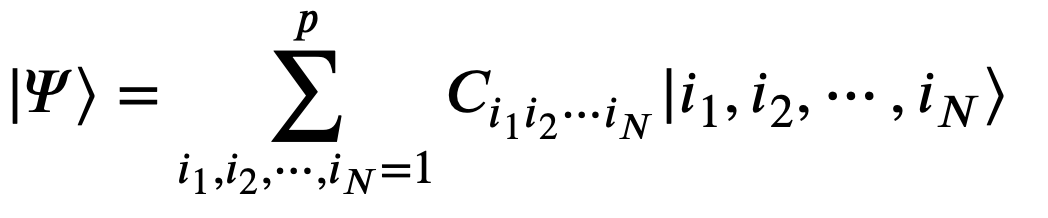 |Ψ⟩ = ∑_{i_1,i_2,⋯,i_N=1}^{p} C_{i_1 i_2 ⋯ i_N} |i_1, i_2, ⋯ , i_N⟩